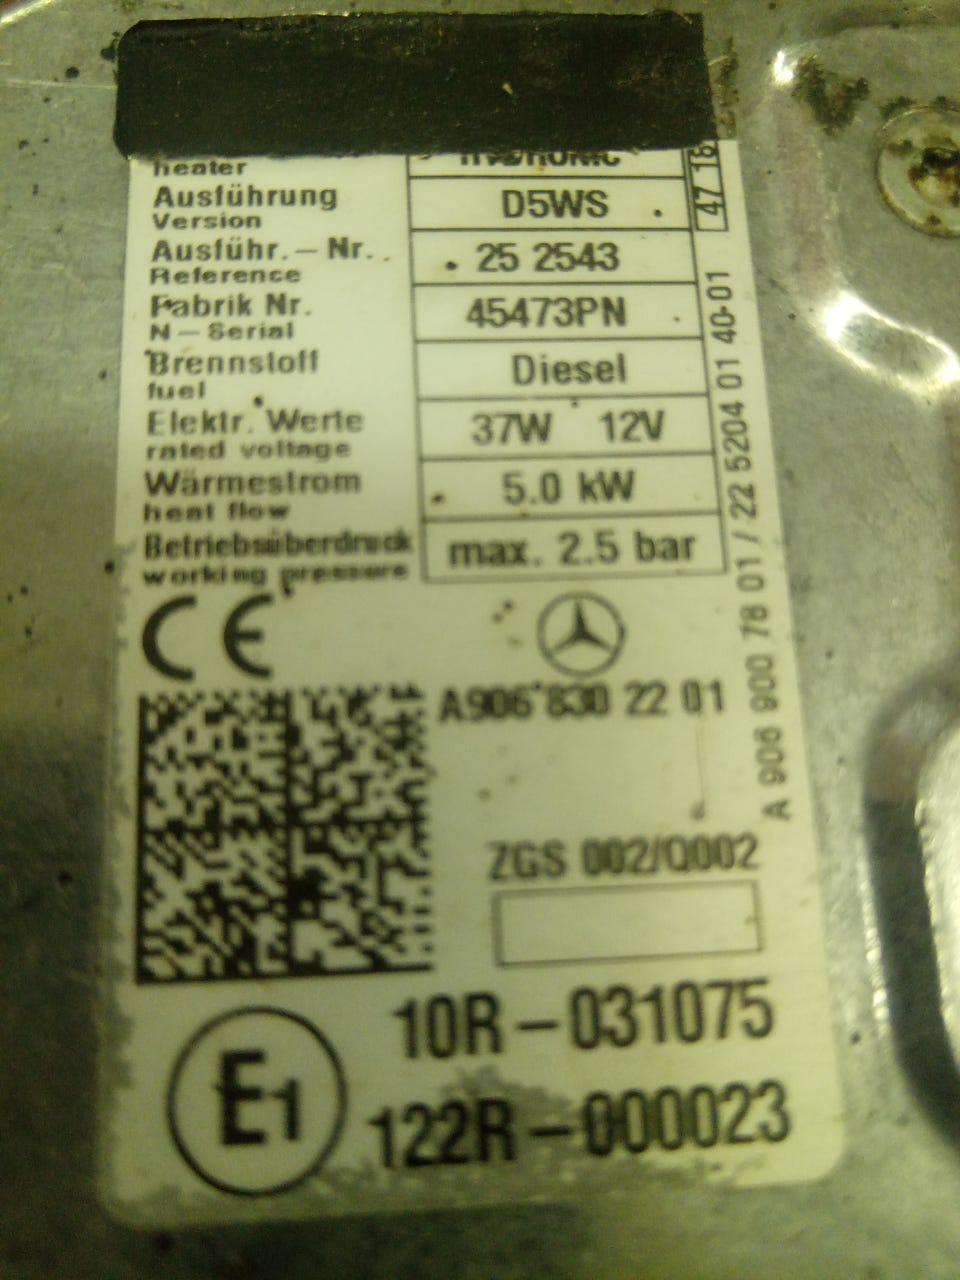 heater HYDRONIC
Ausführung D5WS
Version
Ausführ.-Nr. 25 2543
Reference
Fabrik Nr. 45473PN
N-Serial
Brennstoff Diesel
fuel
Elektr. Werte 37W 12V
rated voltage
Wärmestrom 5.0 kW
heat flow
Betriebsüberdruck max. 2.5 bar
working pressure
47 16
A 906 900 78 01 / 22 5204 01 40-01
CE
A906 830 22 01
ZGS 002/Q002
E1
10R-031075
122R-000023